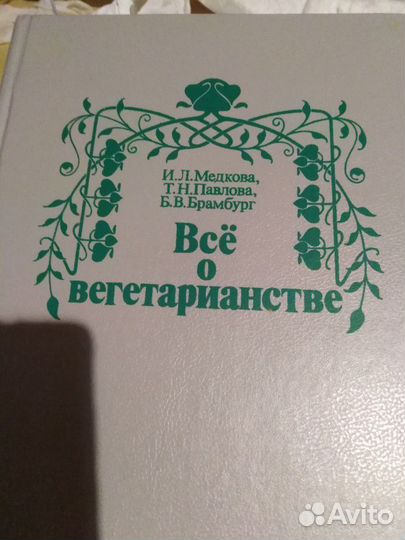 И.Л.Медкова,
Т.Н.Павлова,
Б.В.Брамбург
Всё
о
вегетарианстве
Avito